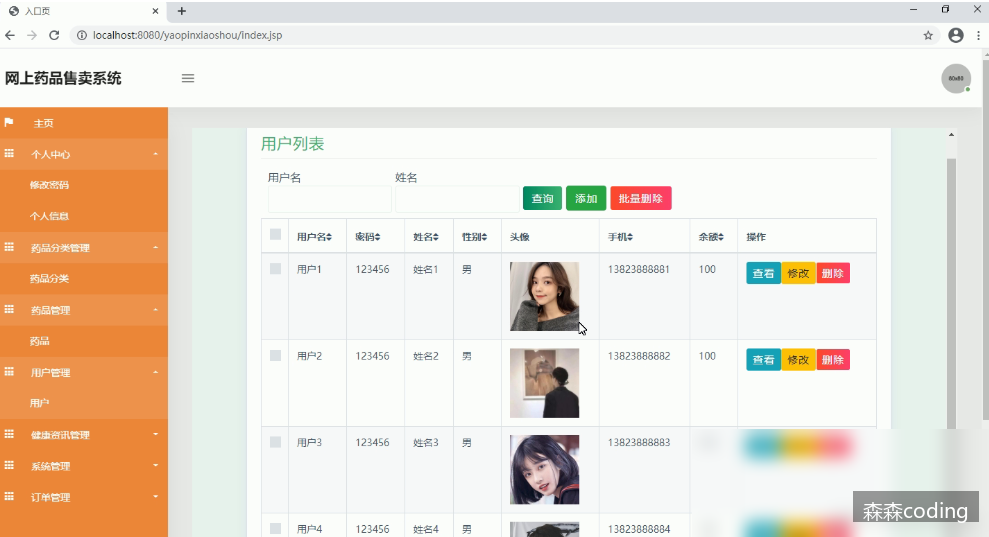 入口页
localhost:8080/yaopinxiaoshou/index.jsp
网上药品售卖系统
80x80
主页
个人中心
修改密码
个人信息
药品分类管理
药品分类
药品管理
药品
用户管理
用户
健康资讯管理
系统管理
订单管理
用户列表
用户名 姓名
查询 添加 批量删除
用户名 密码 姓名 性别 头像 手机 余额 操作
用户1 123456 姓名1 男 13823888881 100 查看 修改 删除
用户2 123456 姓名2 男 13823888882 100 查看 修改 删除
用户3 123456 姓名3 男 13823888883
用户4 123456 姓名4 男 13823888884
森森coding